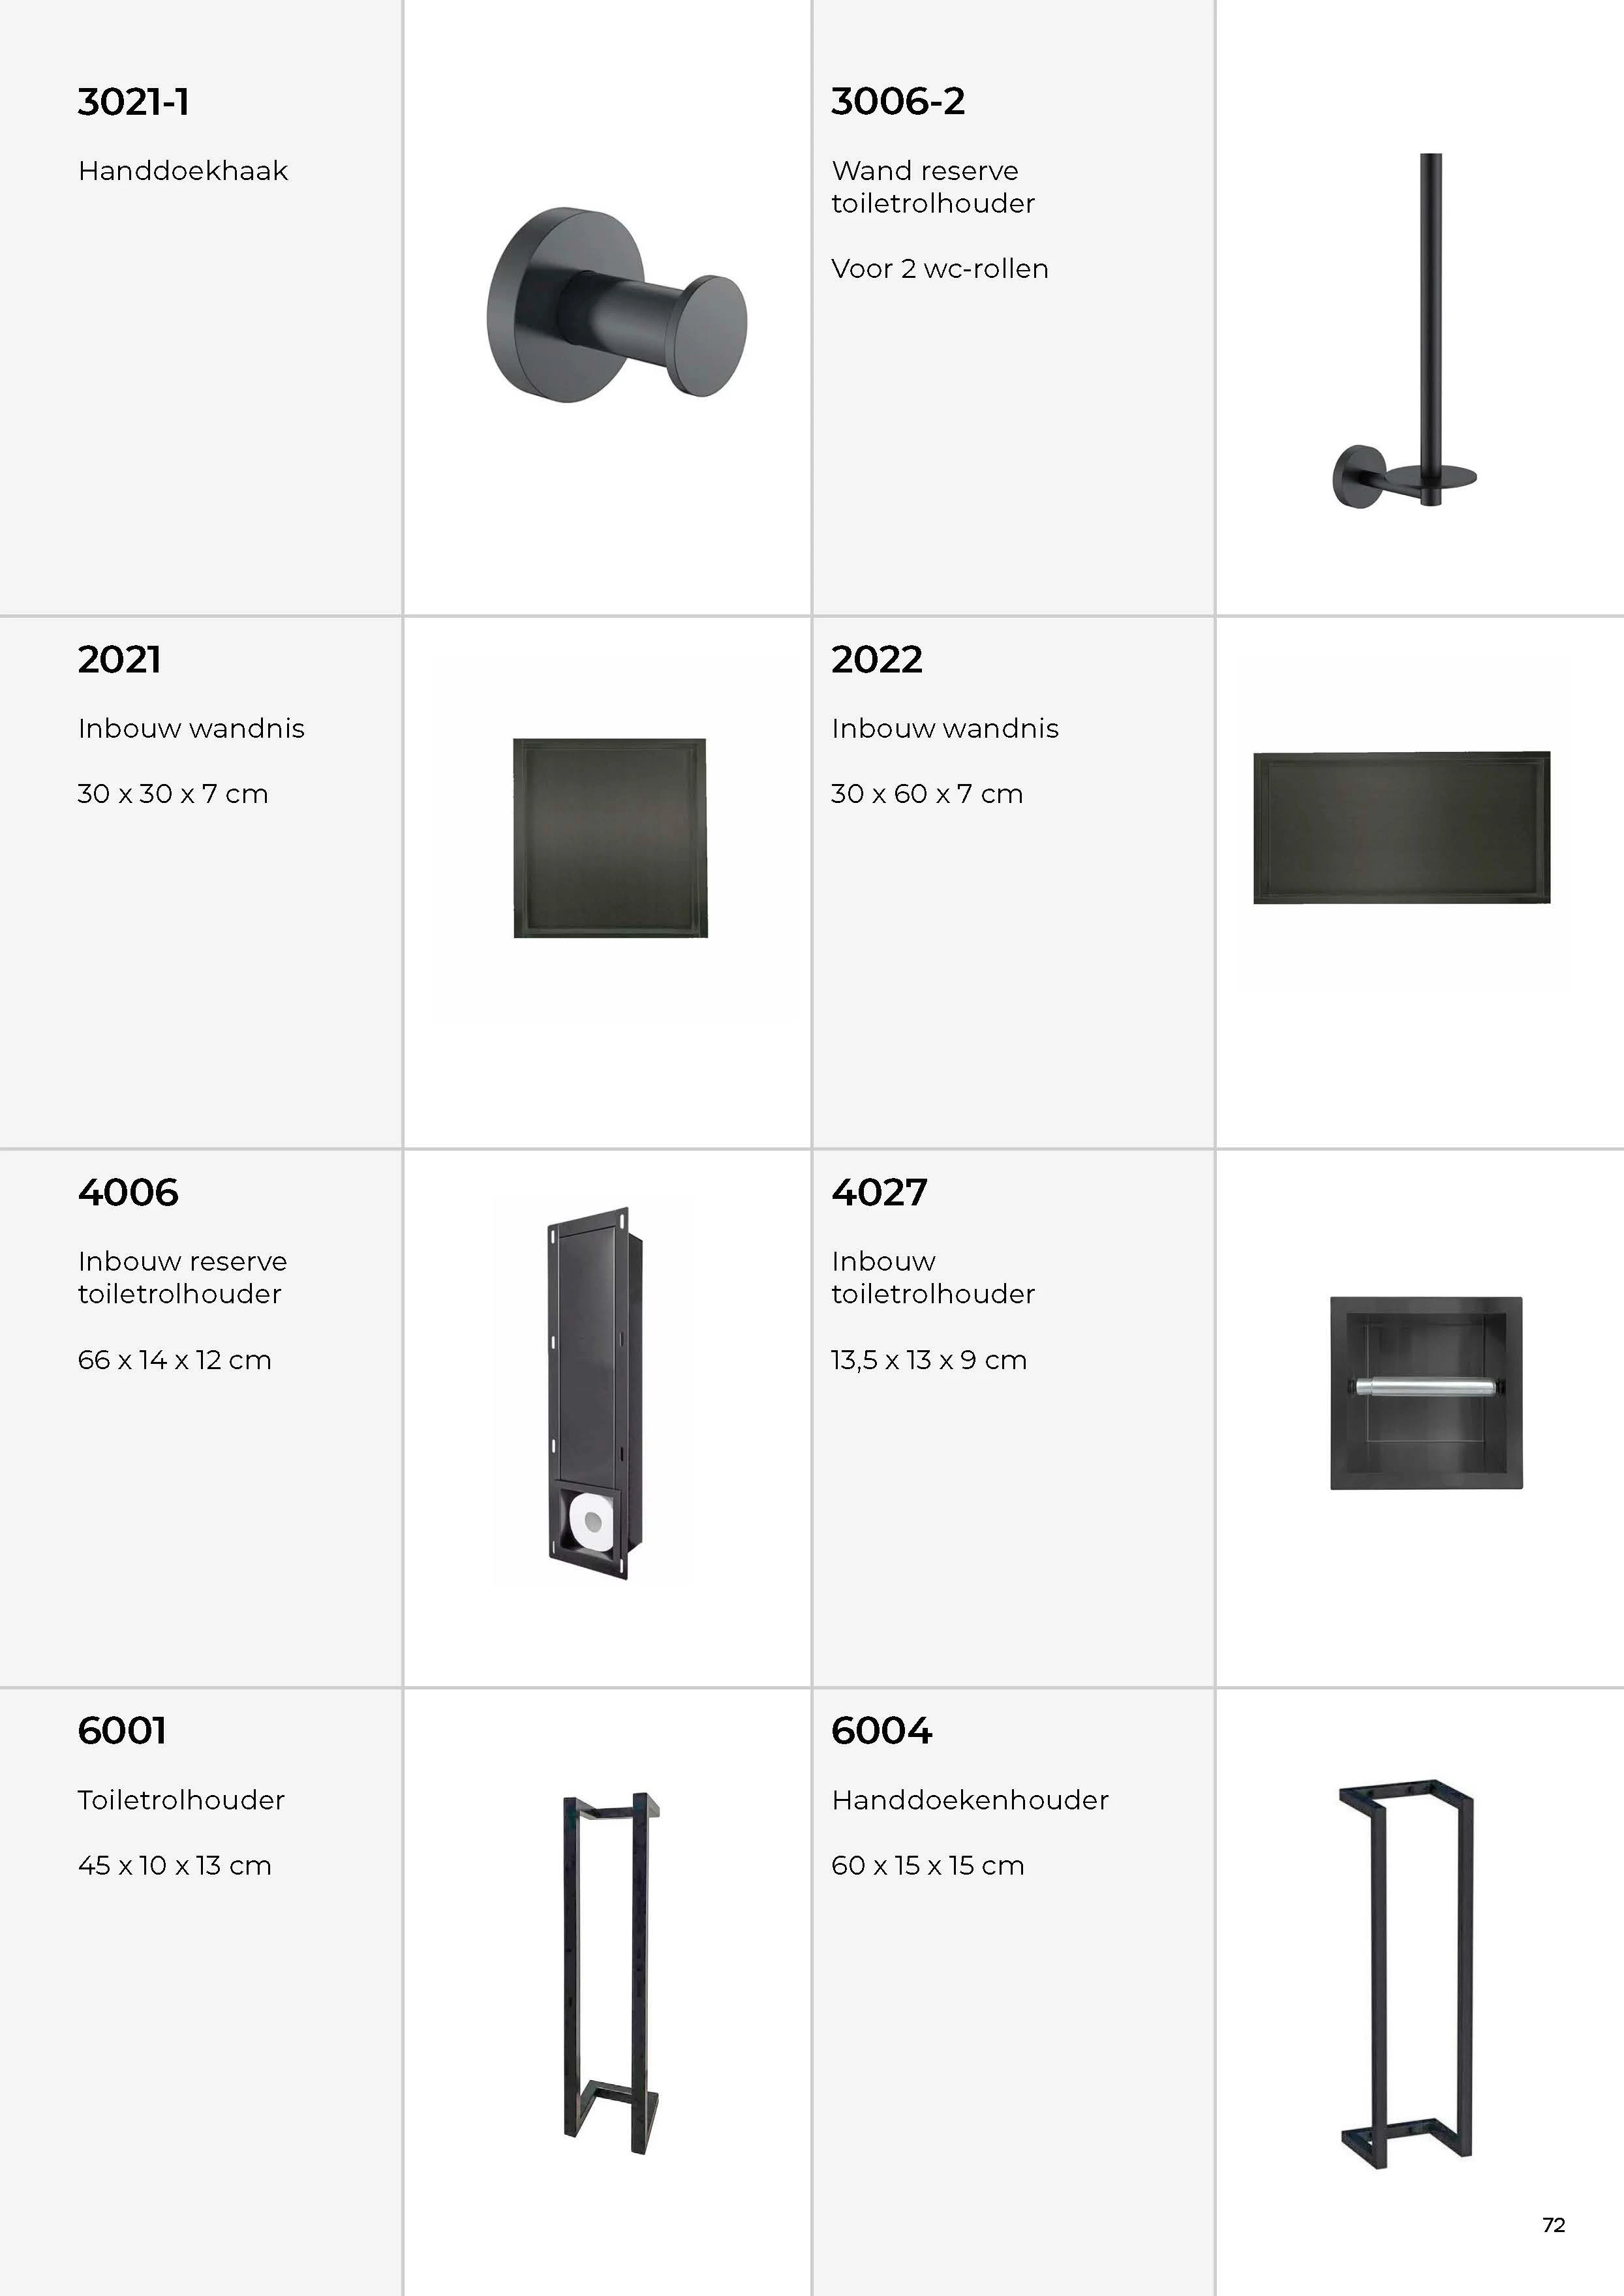 3021-1
Handdoekhaak
3006-2
Wand reserve
toiletrolhouder
Voor 2 wc-rollen
2021
Inbouw wandnis
30 x 30 x 7 cm
2022
Inbouw wandnis
30 x 60 x 7 cm
4006
Inbouw reserve
toiletrolhouder
66 x 14 x 12 cm
4027
Inbouw
toiletrolhouder
13,5 x 13 x 9 cm
6001
Toiletrolhouder
45 x 10 x 13 cm
6004
Handdoekenhouder
60 x 15 x 15 cm
72